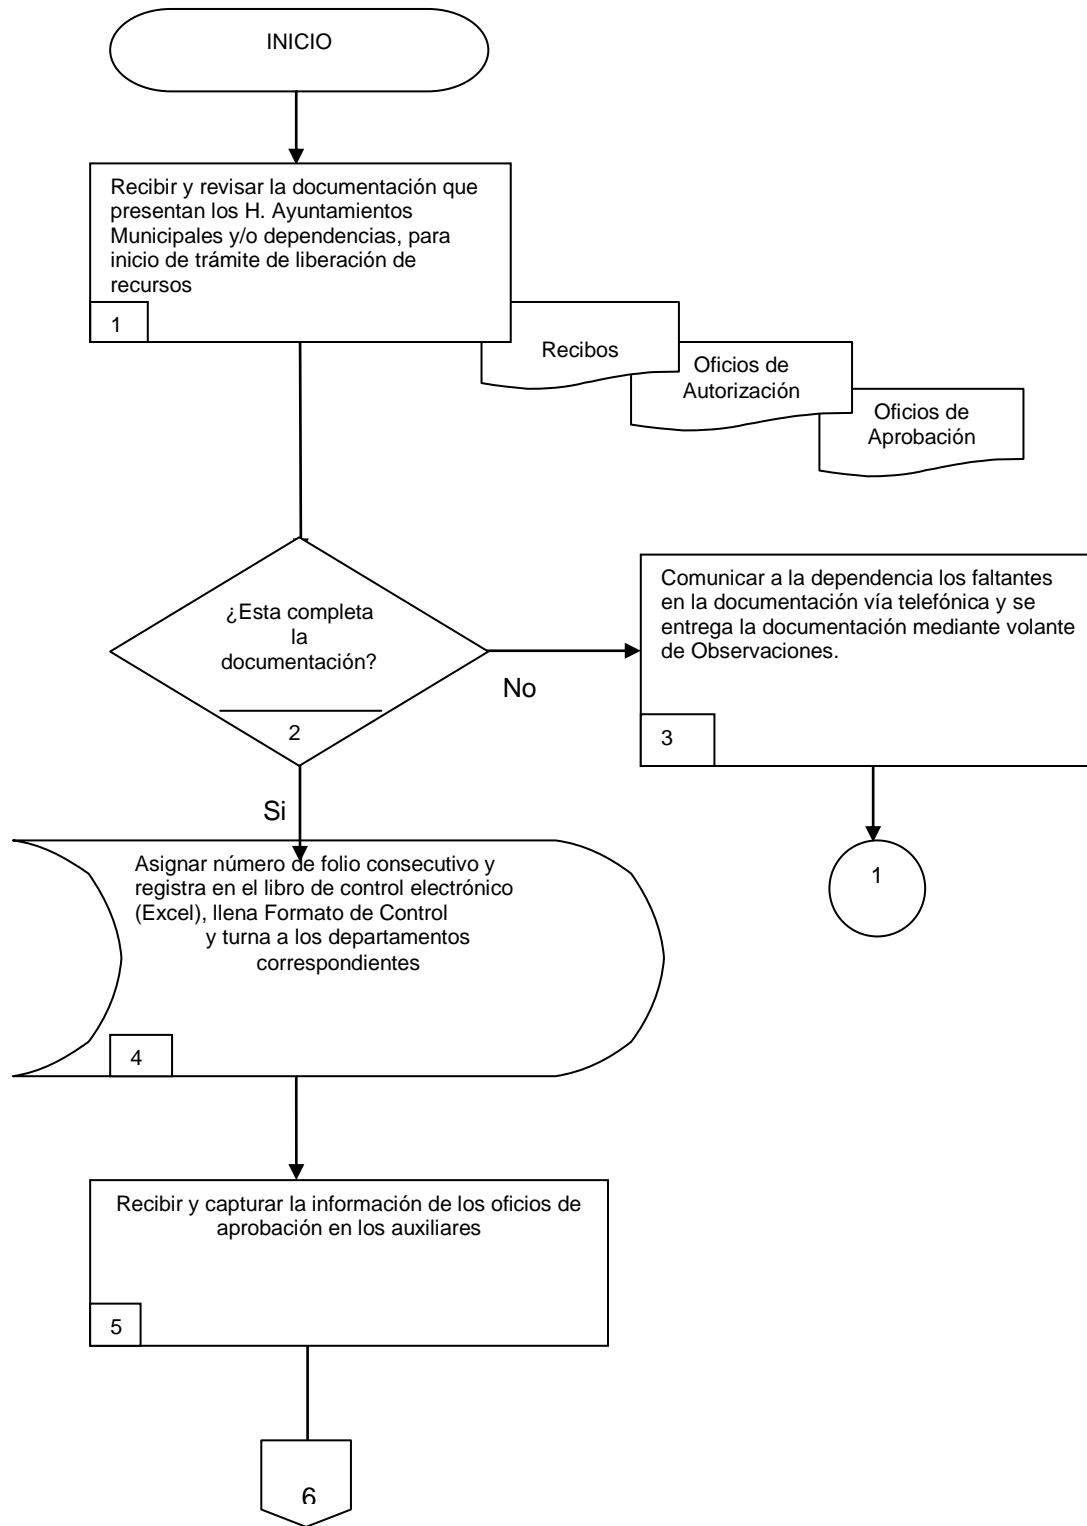 INICIO
Recibir y revisar la documentación que
presentan los H. Ayuntamientos
Municipales y/o dependencias, para
inicio de trámite de liberación de
recursos
1
Recibos
Oficios de
Autorización
Oficios de
Aprobación
¿Esta completa
la
documentación?
2
No
Comunicar a la dependencia los faltantes
en la documentación vía telefónica y se
entrega la documentación mediante volante
de Observaciones.
3
1
Si
Asignar número de folio consecutivo y
registra en el libro de control electrónico
(Excel), llena Formato de Control
y turna a los departamentos
correspondientes
4
Recibir y capturar la información de los oficios de
aprobación en los auxiliares
5
6